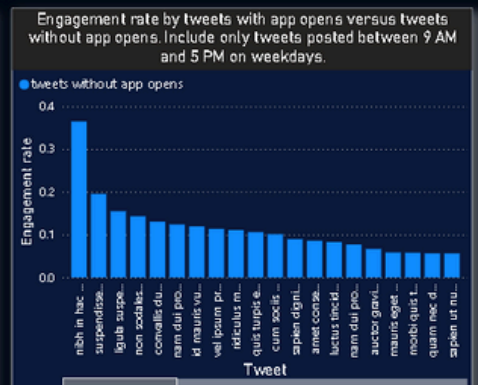 Engagement rate by tweets with app opens versus tweets
without app opens. Include only tweets posted between 9 AM
and 5 PM on weekdays.
tweets without app opens
0.4
0.3
0.2
0.1
0.0
Engagement rate
nibh in hac ...
suspendisse...
ligula suspe...
non sodales...
convallis du...
nam dui pro...
id mauris vu...
vel ipsum pr...
ridiculus m...
quis turpis e...
cum sociis ...
sapien digni...
amet conse...
luctus tincid...
nam dui pro...
auctor gravi...
mauris eget ...
morbi quis t...
quam nec d...
sapien ut nu...
Tweet